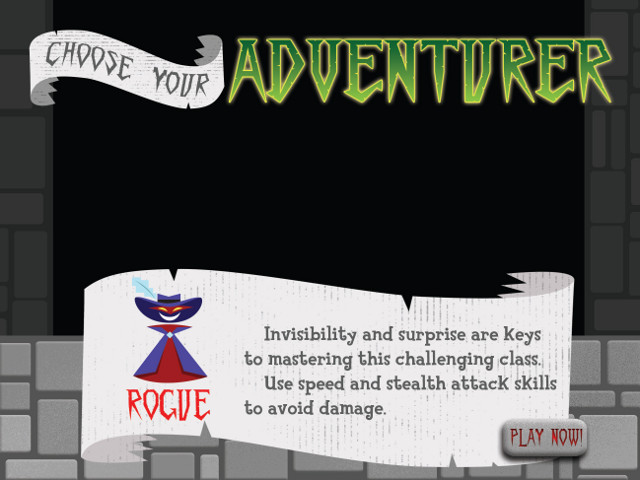 CHOOSE YOUR ADVENTURER
Invisibility and surprise are Keys
to mastering this challenging class.
Use speed and stealth attack skills
to avoid damage.
ROGUE
PLAY NOW!